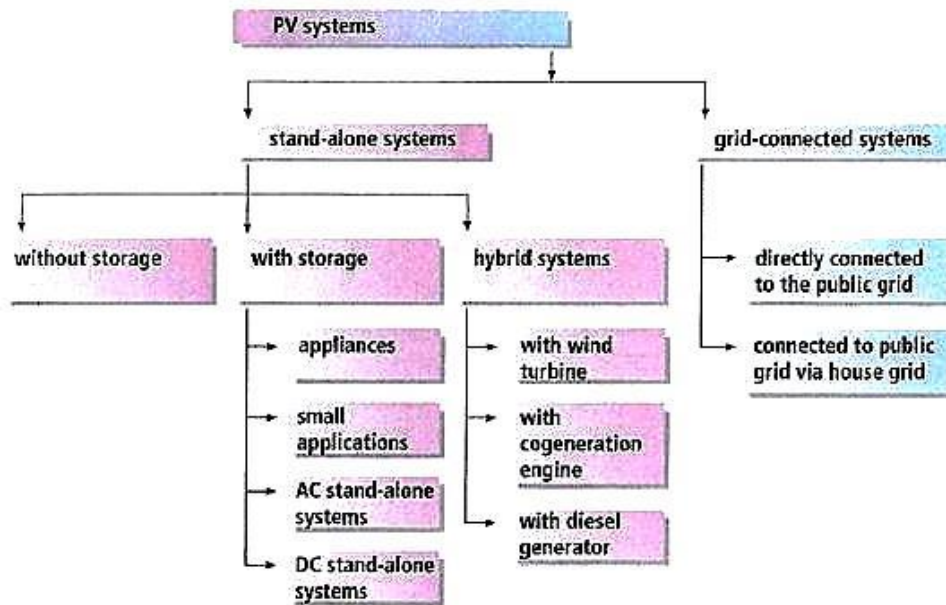 PV systems
stand-alone systems
grid-connected systems
without storage
with storage
hybrid systems
directly connected
to the public grid
appliances
with wind
turbine
connected to public
grid via house grid
small
applications
with
cogeneration
engine
AC stand-alone
systems
with diesel
generator
DC stand-alone
systems